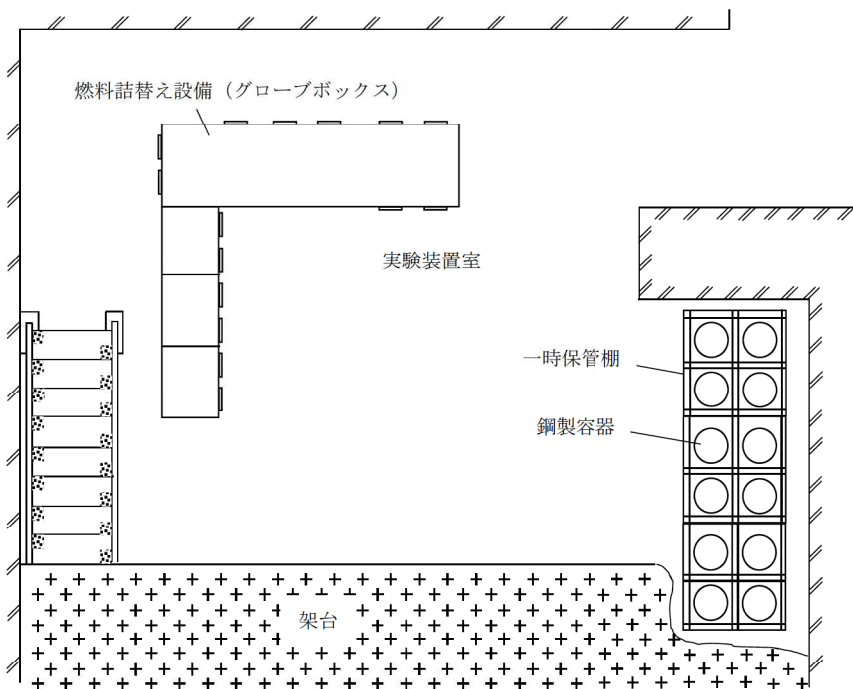 燃料詰替え設備（グローブボックス）
実験装置室
一時保管棚
鋼製容器
架台